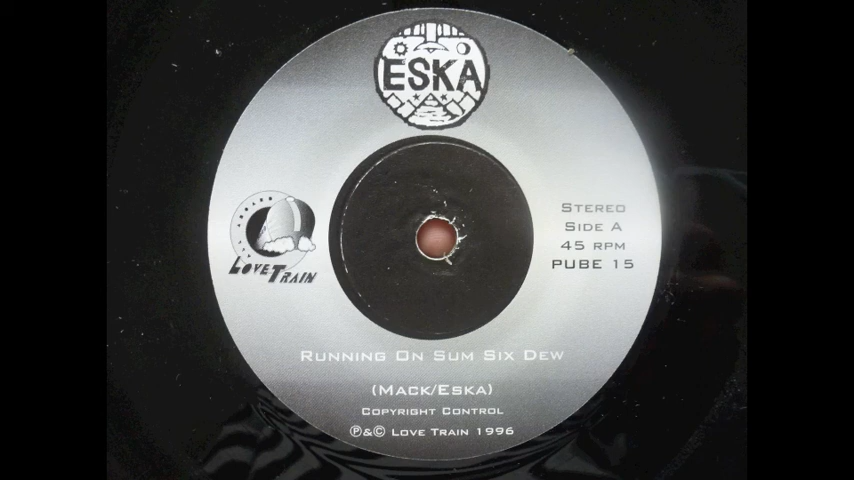 ESKA
LOVE TRAIN
STEREO
SIDE A
45 RPM
PUBE 15
RUNNING ON SUM SIX DEW
(MACK/ESKA)
COPYRIGHT CONTROL
Ⓟ&© LOVE TRAIN 1996